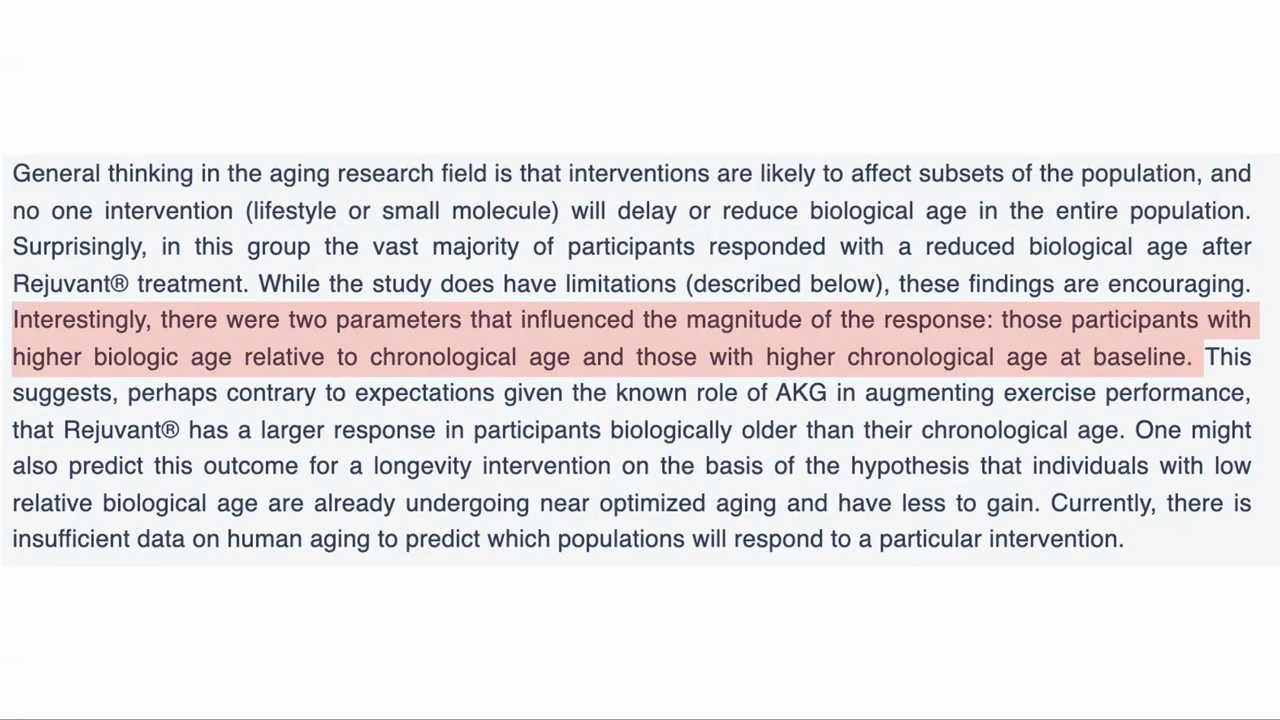 General thinking in the aging research field is that interventions are likely to affect subsets of the population, and
no one intervention (lifestyle or small molecule) will delay or reduce biological age in the entire population.
Surprisingly, in this group the vast majority of participants responded with a reduced biological age after
Rejuvant® treatment. While the study does have limitations (described below), these findings are encouraging.
Interestingly, there were two parameters that influenced the magnitude of the response: those participants with
higher biologic age relative to chronological age and those with higher chronological age at baseline. This
suggests, perhaps contrary to expectations given the known role of AKG in augmenting exercise performance,
that Rejuvant® has a larger response in participants biologically older than their chronological age. One might
also predict this outcome for a longevity intervention on the basis of the hypothesis that individuals with low
relative biological age are already undergoing near optimized aging and have less to gain. Currently, there is
insufficient data on human aging to predict which populations will respond to a particular intervention.